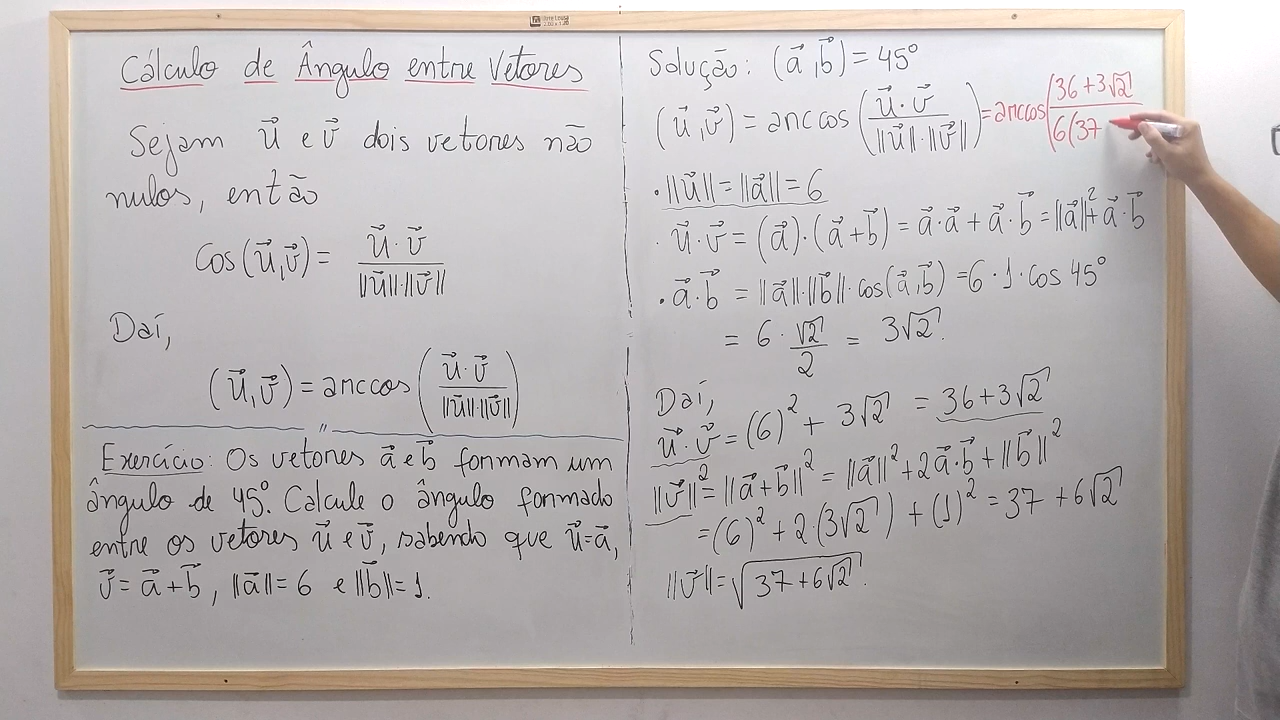 Cálculo de Ângulo entre Vetores
Sejam u⃗ e v⃗ dois vetores não
nulos, então
cos(u⃗,v⃗) = u⃗·v⃗ / ||u⃗||·||v⃗||
Daí,
(u⃗,v⃗) = arccos(u⃗·v⃗ / ||u⃗||·||v⃗||)
Exercício: Os vetores a⃗ e b⃗ formam um
ângulo de 45°. Calcule o ângulo formado
entre os vetores u⃗ e v⃗, sabendo que u⃗=a⃗,
v⃗ = a⃗+b⃗, ||a⃗||=6 e ||b⃗||=1.
Solução: (a⃗,b⃗) = 45°
(u⃗,v⃗) = arccos(u⃗·v⃗ / ||u⃗||·||v⃗||) = arccos(36+3√2 / 6(37
· ||u⃗|| = ||a⃗|| = 6
· u⃗·v⃗ = (a⃗)·(a⃗+b⃗) = a⃗·a⃗ + a⃗·b⃗ = ||a⃗||² + a⃗·b⃗
· a⃗·b⃗ = ||a⃗||·||b⃗||·cos(a⃗,b⃗) = 6·1·cos 45°
= 6·√2/2 = 3√2.
Daí,
u⃗·v⃗ = (6)² + 3√2 = 36+3√2
||v⃗||² = ||a⃗+b⃗||² = ||a⃗||² + 2a⃗·b⃗ + ||b⃗||²
= (6)² + 2·(3√2) + (1)² = 37 + 6√2
||v⃗|| = √(37+6√2).